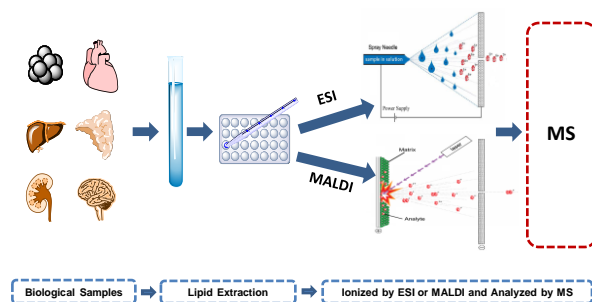 Spray Needle
sample in solution
Power Supply
ESI
MALDI
Matrix
Analyte
MS
Biological Samples
Lipid Extraction
Ionized by ESI or MALDI and Analyzed by MS